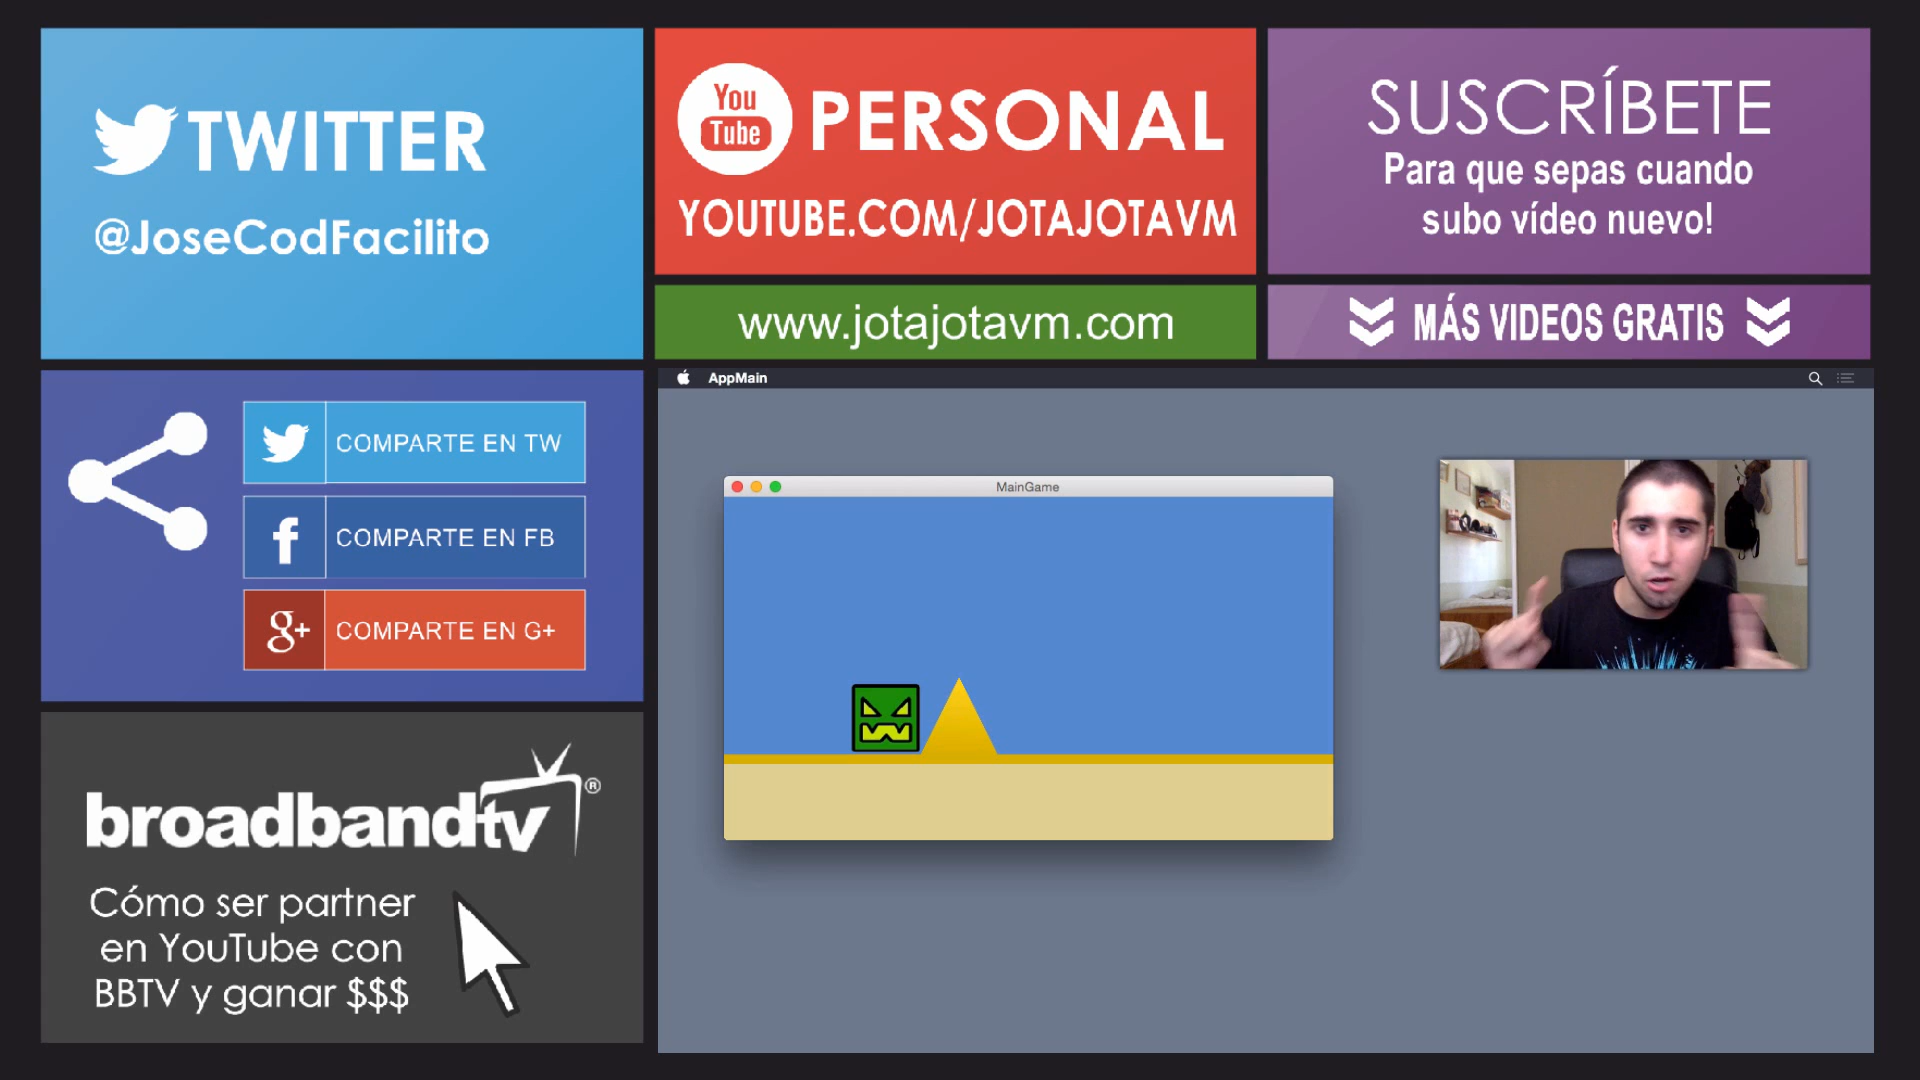 TWITTER
@JoseCodFacilito
You
Tube
PERSONAL
YOUTUBE.COM/JOTAJOTAVM
www.jotajotavm.com
SUSCRÍBETE
Para que sepas cuando
subo vídeo nuevo!
MÁS VIDEOS GRATIS
COMPARTE EN TW
f
COMPARTE EN FB
g+
COMPARTE EN G+
AppMain
MainGame
broadbandtv®
Cómo ser partner
en YouTube con
BBTV y ganar $$$